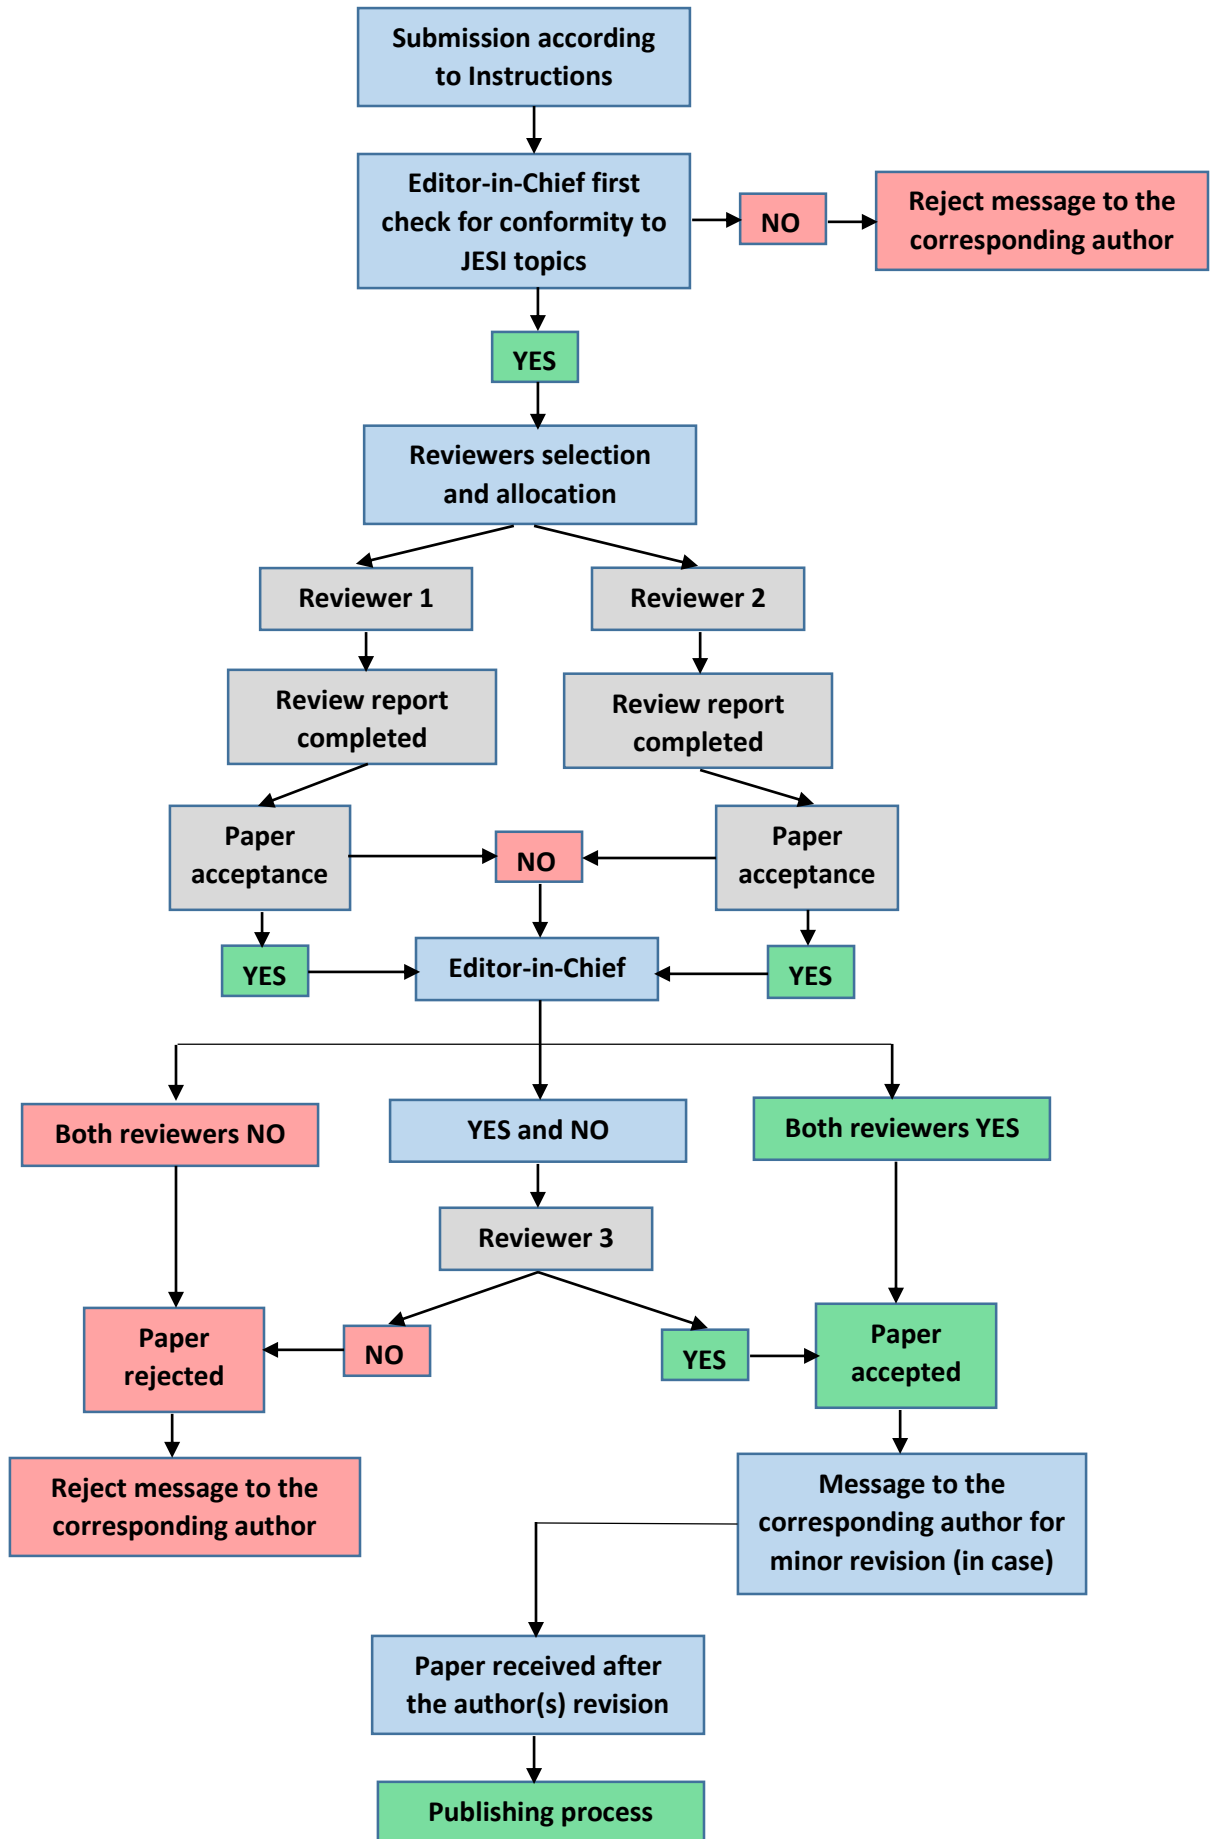 Submission according
to Instructions
Editor-in-Chief first
check for conformity to
JESI topics
NO
Reject message to the
corresponding author
YES
Reviewers selection
and allocation
Reviewer 1
Reviewer 2
Review report
completed
Review report
completed
Paper
acceptance
NO
Paper
acceptance
YES
Editor-in-Chief
YES
Both reviewers NO
YES and NO
Both reviewers YES
Reviewer 3
Paper
rejected
NO
YES
Paper
accepted
Reject message to the
corresponding author
Message to the
corresponding author for
minor revision (in case)
Paper received after
the author(s) revision
Publishing process